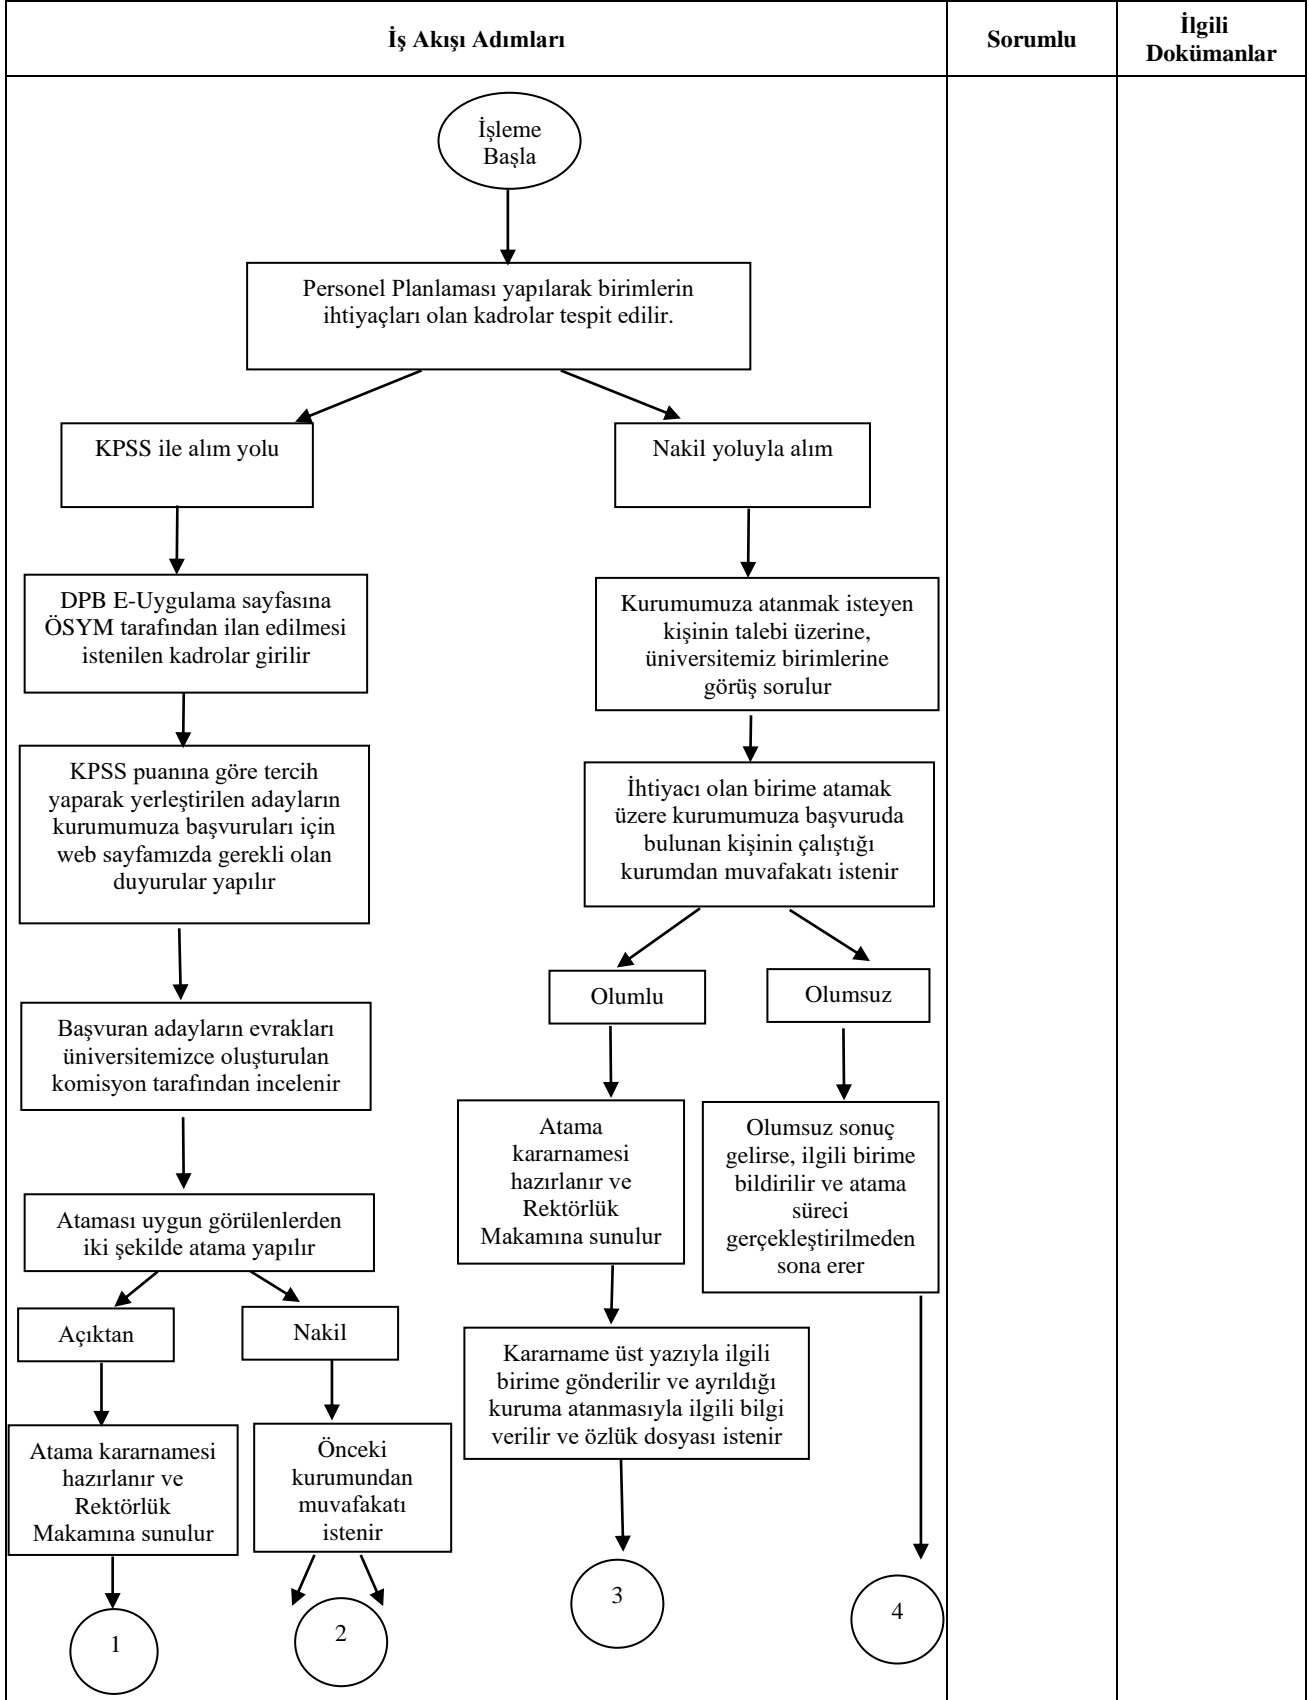 İş Akışı Adımları
Sorumlu
İlgili
Dokümanlar
İşleme
Başla
Personel Planlaması yapılarak birimlerin
ihtiyaçları olan kadrolar tespit edilir.
KPSS ile alım yolu
Nakil yoluyla alım
DPB E-Uygulama sayfasına
ÖSYM tarafından ilan edilmesi
istenilen kadrolar girilir
Kurumumuza atanmak isteyen
kişinin talebi üzerine,
üniversitemiz birimlerine
görüş sorulur
KPSS puanına göre tercih
yaparak yerleştirilen adayların
kurumumuza başvuruları için
web sayfamızda gerekli olan
duyurular yapılır
İhtiyacı olan birime atamak
üzere kurumumuza başvuruda
bulunan kişinin çalıştığı
kurumdan muvafakatı istenir
Olumlu
Olumsuz
Başvuran adayların evrakları
üniversitemizce oluşturulan
komisyon tarafından incelenir
Atama
kararnamesi
hazırlanır ve
Rektörlük
Makamına sunulur
Olumsuz sonuç
gelirse, ilgili birime
bildirilir ve atama
süreci
gerçekleştirilmeden
sona erer
Ataması uygun görülenlerden
iki şekilde atama yapılır
Açıktan
Nakil
Kararname üst yazıyla ilgili
birime gönderilir ve ayrıldığı
kuruma atanmasıyla ilgili bilgi
verilir ve özlük dosyası istenir
Atama kararnamesi
hazırlanır ve
Rektörlük
Makamına sunulur
Önceki
kurumundan
muvafakatı
istenir
1
2
3
4